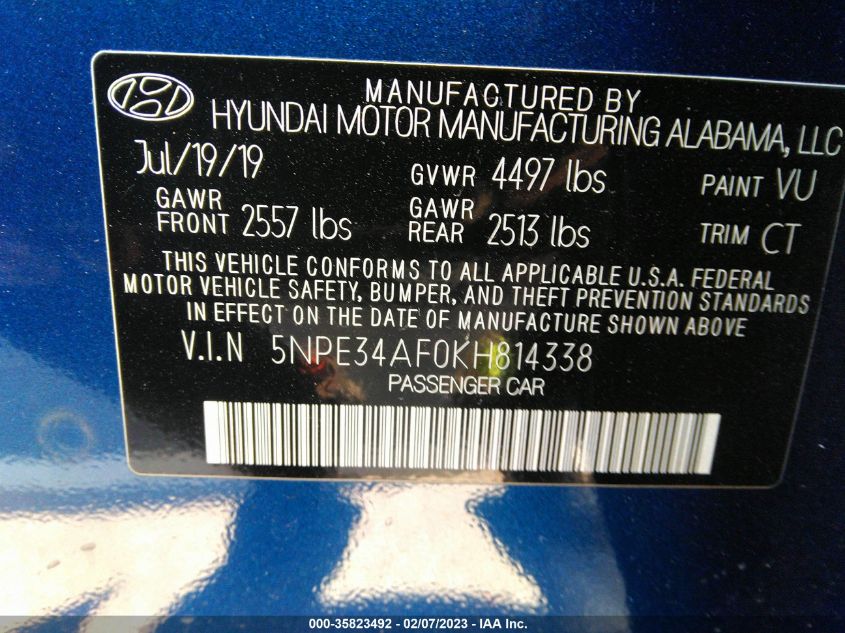 MANUFACTURED BY
HYUNDAI MOTOR MANUFACTURING ALABAMA, LLC
Jul/19/19 GVWR 4497 lbs PAINT VU
GAWR FRONT 2557 lbs GAWR REAR 2513 lbs TRIM CT
THIS VEHICLE CONFORMS TO ALL APPLICABLE U.S.A. FEDERAL
MOTOR VEHICLE SAFETY, BUMPER, AND THEFT PREVENTION STANDARDS
IN EFFECT ON THE DATE OF MANUFACTURE SHOWN ABOVE
V.I.N 5NPE34AF0KH814338
PASSENGER CAR
000-35823492 - 02/07/2023 - IAA Inc.